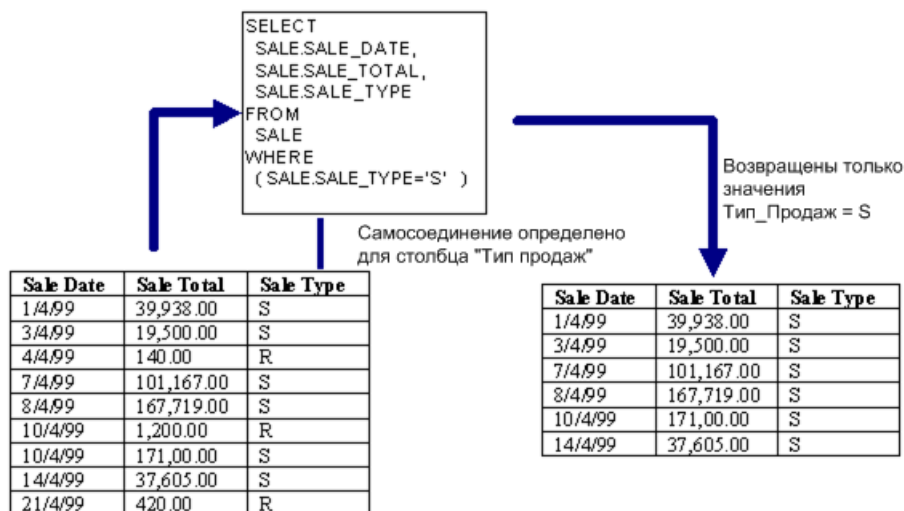 SELECT
SALE.SALE_DATE,
SALE.SALE_TOTAL,
SALE.SALE_TYPE
FROM
SALE
WHERE
( SALE.SALE_TYPE='S' )
Возвращены только
значения
Тип_Продаж = S
Самосоединение определено
для столбца "Тип продаж"
Sale Date Sale Total Sale Type
1/4/99 39,938.00 S
3/4/99 19,500.00 S
4/4/99 140.00 R
7/4/99 101,167.00 S
8/4/99 167,719.00 S
10/4/99 1,200.00 R
10/4/99 171,00.00 S
14/4/99 37,605.00 S
21/4/99 420.00 R
Sale Date Sale Total Sale Type
1/4/99 39,938.00 S
3/4/99 19,500.00 S
7/4/99 101,167.00 S
8/4/99 167,719.00 S
10/4/99 171,00.00 S
14/4/99 37,605.00 S